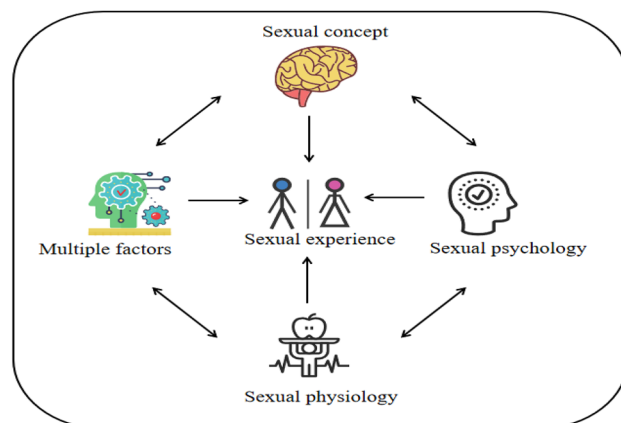 Sexual concept
Multiple factors
Sexual experience
Sexual psychology
Sexual physiology